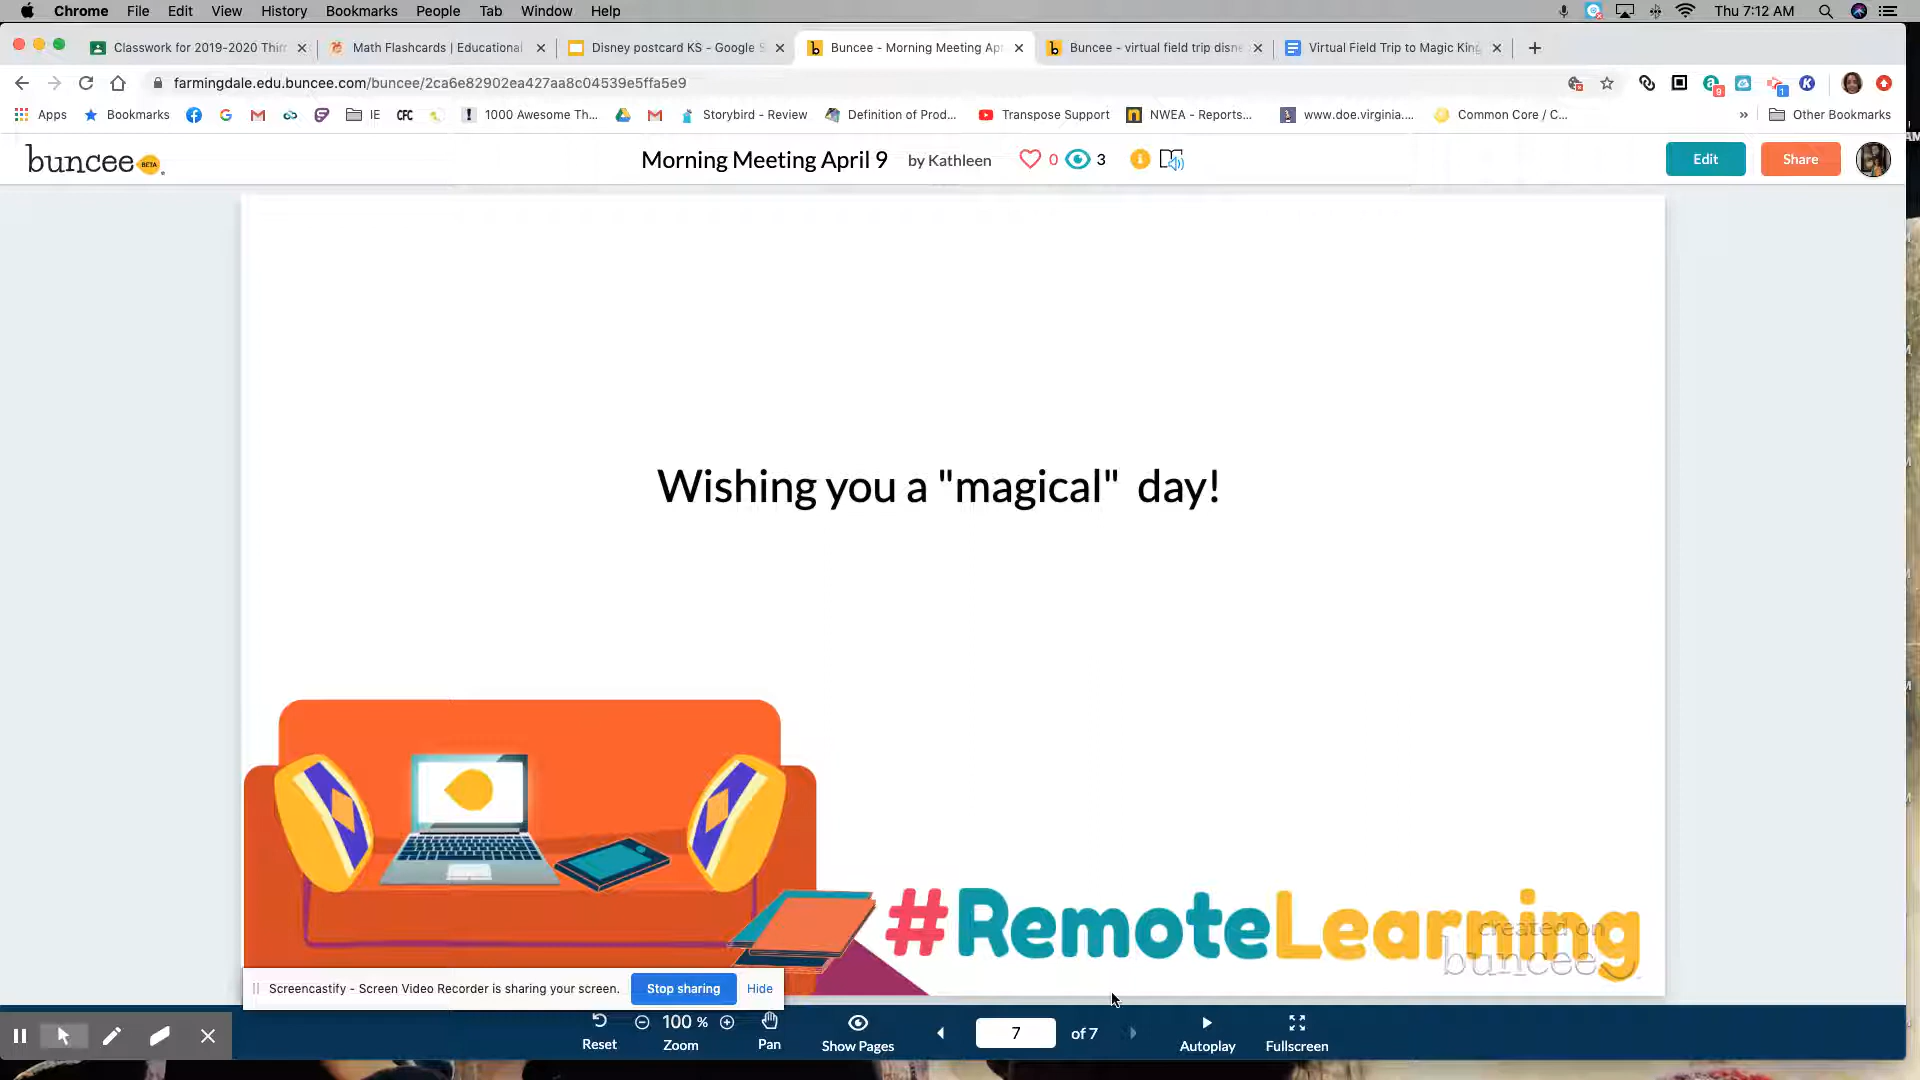 Chrome File Edit View History Bookmarks People Tab Window Help Thu 7:12 AM
Classwork for 2019-2020 Thir Math Flashcards | Educational Disney postcard KS - Google S Buncee - Morning Meeting Apr Buncee - virtual field trip disne Virtual Field Trip to Magic King
farmingdale.edu.buncee.com/buncee/2ca6e82902ea427aa8c04539e5ffa5e9
Apps Bookmarks IE CFC 1000 Awesome Th... Storybird - Review Definition of Prod... Transpose Support NWEA - Reports... www.doe.virginia.... Common Core / C... » Other Bookmarks
buncee BETA Morning Meeting April 9 by Kathleen 0 3 Edit Share
Wishing you a "magical" day!
#RemoteLearning
created on
buncee
Screencastify - Screen Video Recorder is sharing your screen. Stop sharing Hide
100 % 7 of 7
Reset Zoom Pan Show Pages Autoplay Fullscreen